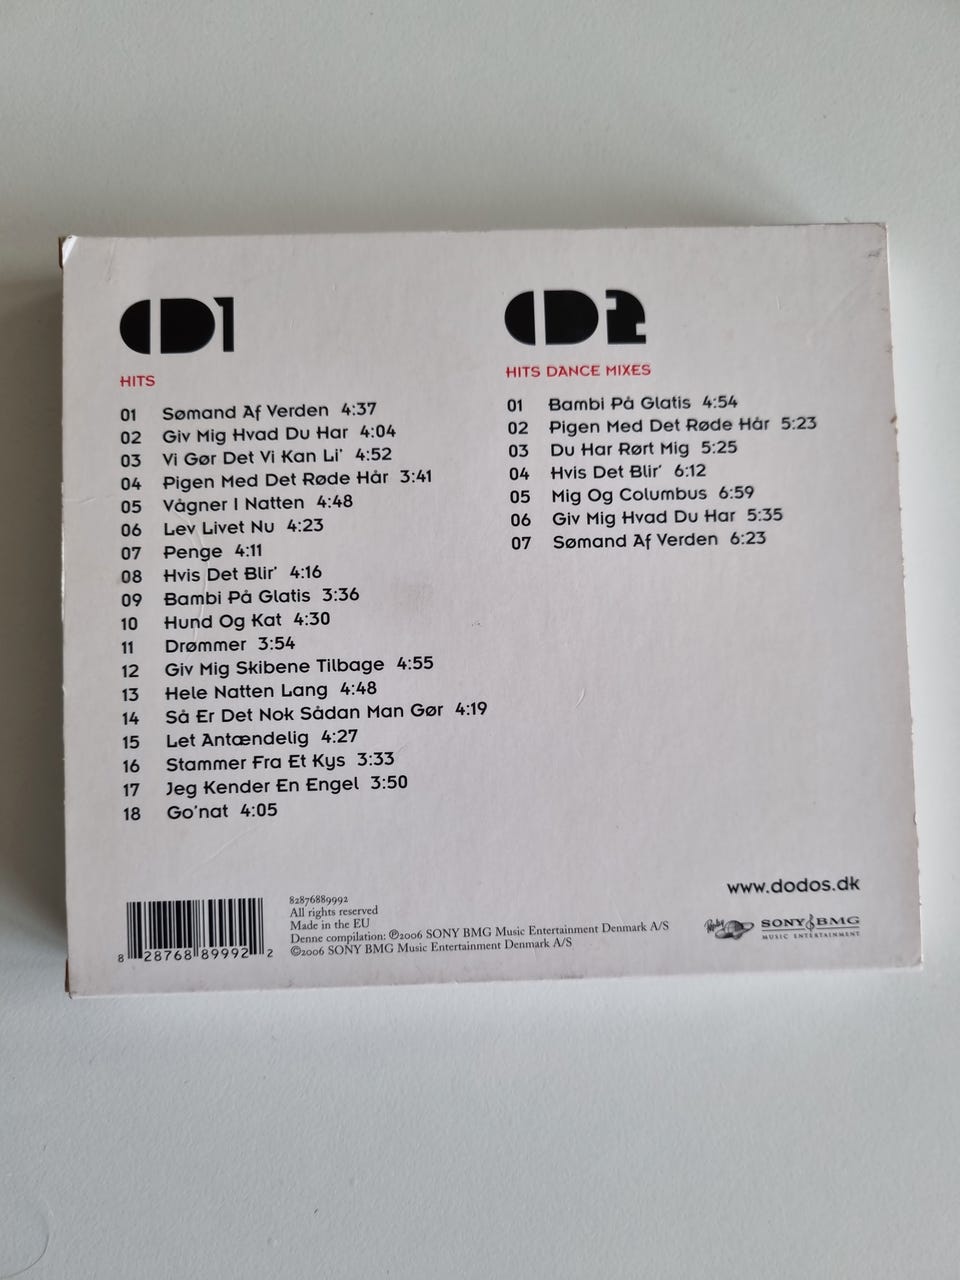 CD1
HITS
01 Sømand Af Verden 4:37
02 Giv Mig Hvad Du Har 4:04
03 Vi Gør Det Vi Kan Li' 4:52
04 Pigen Med Det Røde Hår 3:41
05 Vågner I Natten 4:48
06 Lev Livet Nu 4:23
07 Penge 4:11
08 Hvis Det Blir' 4:16
09 Bambi På Glatis 3:36
10 Hund Og Kat 4:30
11 Drømmer 3:54
12 Giv Mig Skibene Tilbage 4:55
13 Hele Natten Lang 4:48
14 Så Er Det Nok Sådan Man Gør 4:19
15 Let Antændelig 4:27
16 Stammer Fra Et Kys 3:33
17 Jeg Kender En Engel 3:50
18 Go'nat 4:05
CD2
HITS DANCE MIXES
01 Bambi På Glatis 4:54
02 Pigen Med Det Røde Hår 5:23
03 Du Har Rørt Mig 5:25
04 Hvis Det Blir' 6:12
05 Mig Og Columbus 6:59
06 Giv Mig Hvad Du Har 5:35
07 Sømand Af Verden 6:23
8 28768 89992 2
82876889992
All rights reserved
Made in the EU
Denne compilation: ℗2006 SONY BMG Music Entertainment Denmark A/S
©2006 SONY BMG Music Entertainment Denmark A/S
www.dodos.dk
SONY BMG
MUSIC ENTERTAINMENT